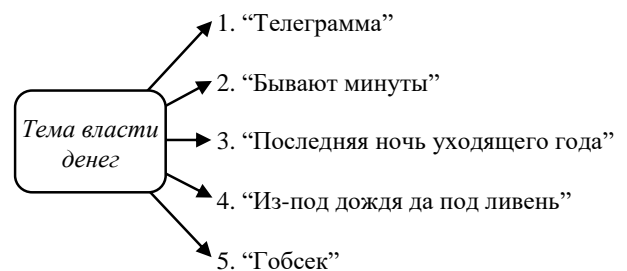 1. “Телеграмма”
2. “Бывают минуты”
Тема власти
денег
3. “Последняя ночь уходящего года”
4. “Из-под дождя да под ливень”
5. “Гобсек”